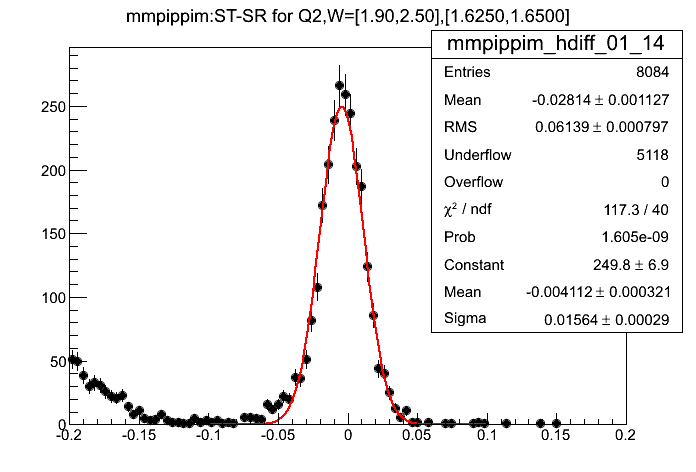 mmpippim:ST-SR for Q2,W=[1.90,2.50],[1.6250,1.6500]
mmpippim_hdiff_01_14
Entries 8084
Mean -0.02814 ± 0.001127
RMS 0.06139 ± 0.000797
Underflow 5118
Overflow 0
χ² / ndf 117.3 / 40
Prob 1.605e-09
Constant 249.8 ± 6.9
Mean -0.004112 ± 0.000321
Sigma 0.01564 ± 0.00029
250
200
150
100
50
0
-0.2 -0.15 -0.1 -0.05 0 0.05 0.1 0.15 0.2